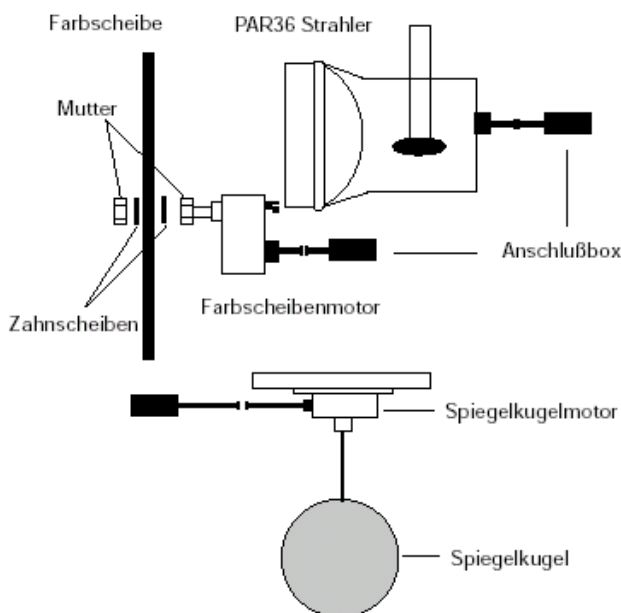 Farbscheibe
PAR36 Strahler
Mutter
Anschlußbox
Farbscheibenmotor
Zahnscheiben
Spiegelkugelmotor
Spiegelkugel